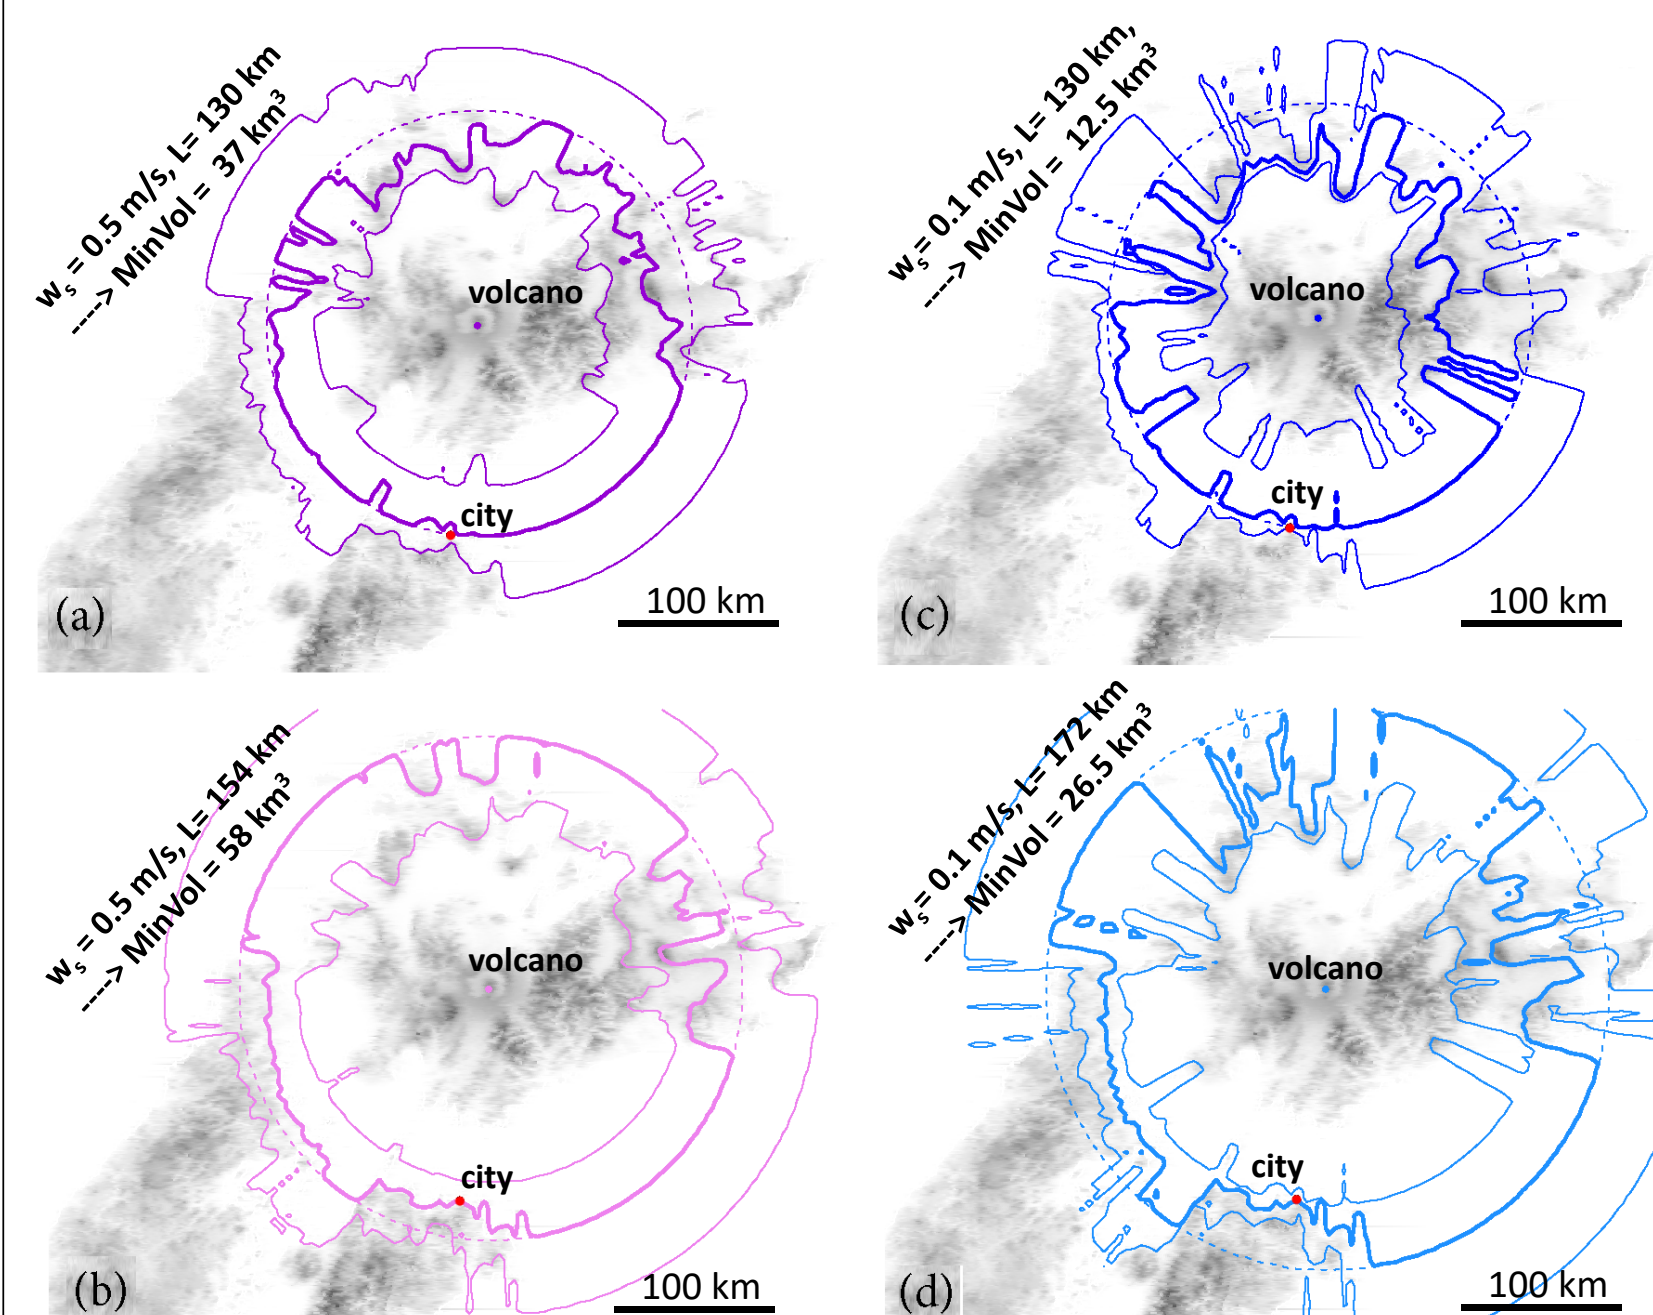 w_s = 0.5 m/s, L= 130 km
----> MinVol = 37 km³
volcano
city
100 km
(a)
w_s = 0.1 m/s, L= 130 km,
----> MinVol = 12.5 km³
volcano
city
100 km
(c)
w_s = 0.5 m/s, L= 154 km
----> MinVol = 58 km³
volcano
city
100 km
(b)
w_s = 0.1 m/s, L= 172 km
----> MinVol = 26.5 km³
volcano
city
100 km
(d)